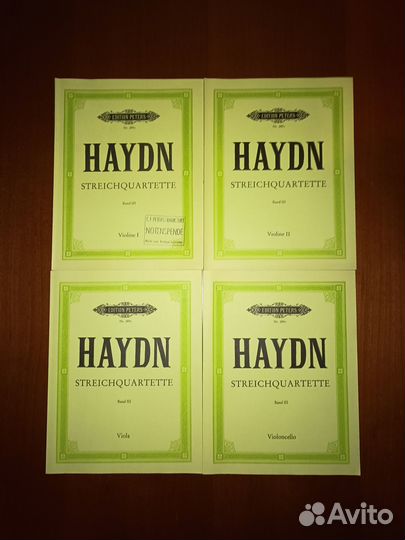 EDITION PETERS
HAYDN
STREICHQUARTETTE
Band III
Violine I
NOTENSPENDE
EDITION PETERS
HAYDN
STREICHQUARTETTE
Band III
Violine II
EDITION PETERS
HAYDN
STREICHQUARTETTE
Band III
Viola
EDITION PETERS
HAYDN
STREICHQUARTETTE
Band III
Violoncello
Avito